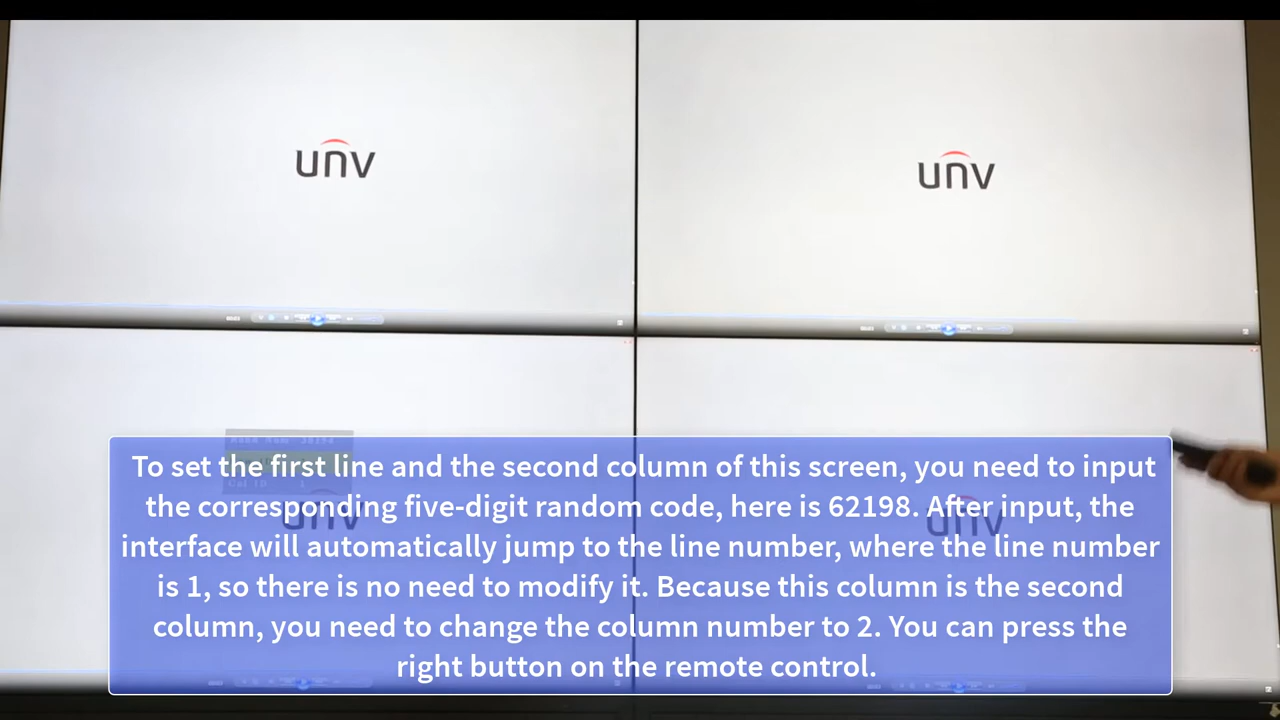 unv
unv
To set the first line and the second column of this screen, you need to input
the corresponding five-digit random code, here is 62198. After input, the
interface will automatically jump to the line number, where the line number
is 1, so there is no need to modify it. Because this column is the second
column, you need to change the column number to 2. You can press the
right button on the remote control.
unv
unv